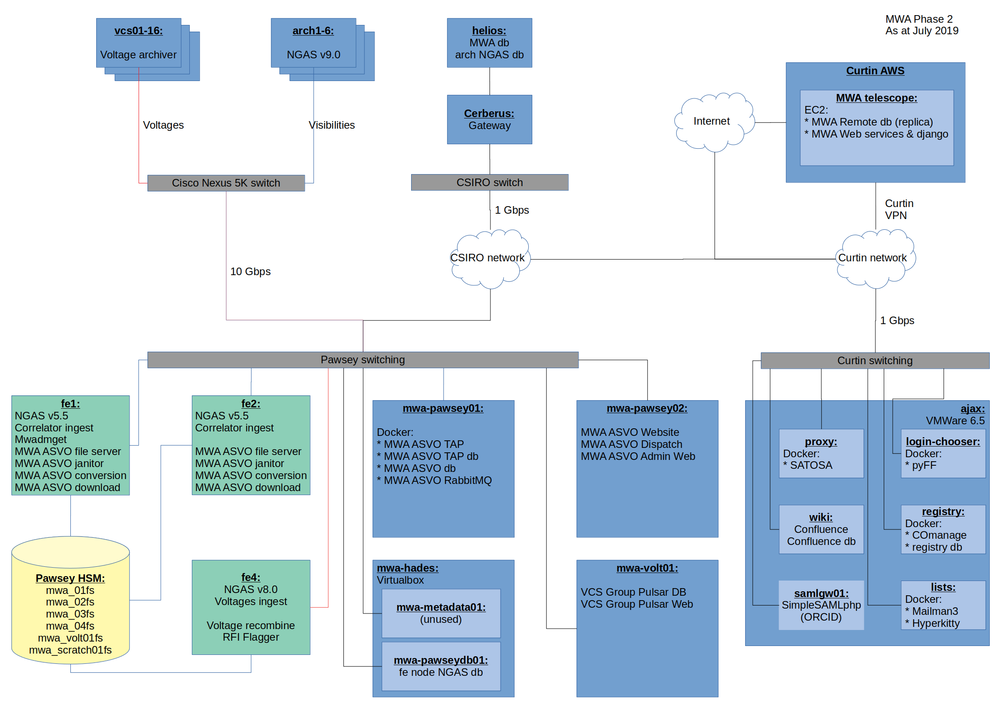 MWA Phase 2
As at July 2019
vcs01-16:
Voltage archiver
arch1-6:
NGAS v9.0
helios:
MWA db
arch NGAS db
Cerberus:
Gateway
Curtin AWS
MWA telescope:
EC2:
* MWA Remote db (replica)
* MWA Web services & django
Internet
Voltages
Visibilities
Cisco Nexus 5K switch
CSIRO switch
1 Gbps
Curtin
VPN
CSIRO network
Curtin network
10 Gbps
1 Gbps
Pawsey switching
Curtin switching
fe1:
NGAS v5.5
Correlator ingest
Mwadmget
MWA ASVO file server
MWA ASVO janitor
MWA ASVO conversion
MWA ASVO download
fe2:
NGAS v5.5
Correlator ingest
MWA ASVO file server
MWA ASVO janitor
MWA ASVO conversion
MWA ASVO download
mwa-pawsey01:
Docker:
* MWA ASVO TAP
* MWA ASVO TAP db
* MWA ASVO db
* MWA ASVO RabbitMQ
mwa-pawsey02:
MWA ASVO Website
MWA ASVO Dispatch
MWA ASVO Admin Web
ajax:
VMWare 6.5
proxy:
Docker:
* SATOSA
login-chooser:
Docker:
* pyFF
wiki:
Confluence
Confluence db
registry:
Docker:
* COmanage
* registry db
samlgw01:
SimpleSAMLphp
(ORCID)
lists:
Docker:
* Mailman3
* Hyperkitty
Pawsey HSM:
mwa_01fs
mwa_02fs
mwa_03fs
mwa_04fs
mwa_volt01fs
mwa_scratch01fs
fe4:
NGAS v8.0
Voltages ingest
Voltage recombine
RFI Flagger
mwa-hades:
Virtualbox
mwa-metadata01:
(unused)
mwa-pawseydb01:
fe node NGAS db
mwa-volt01:
VCS Group Pulsar DB
VCS Group Pulsar Web